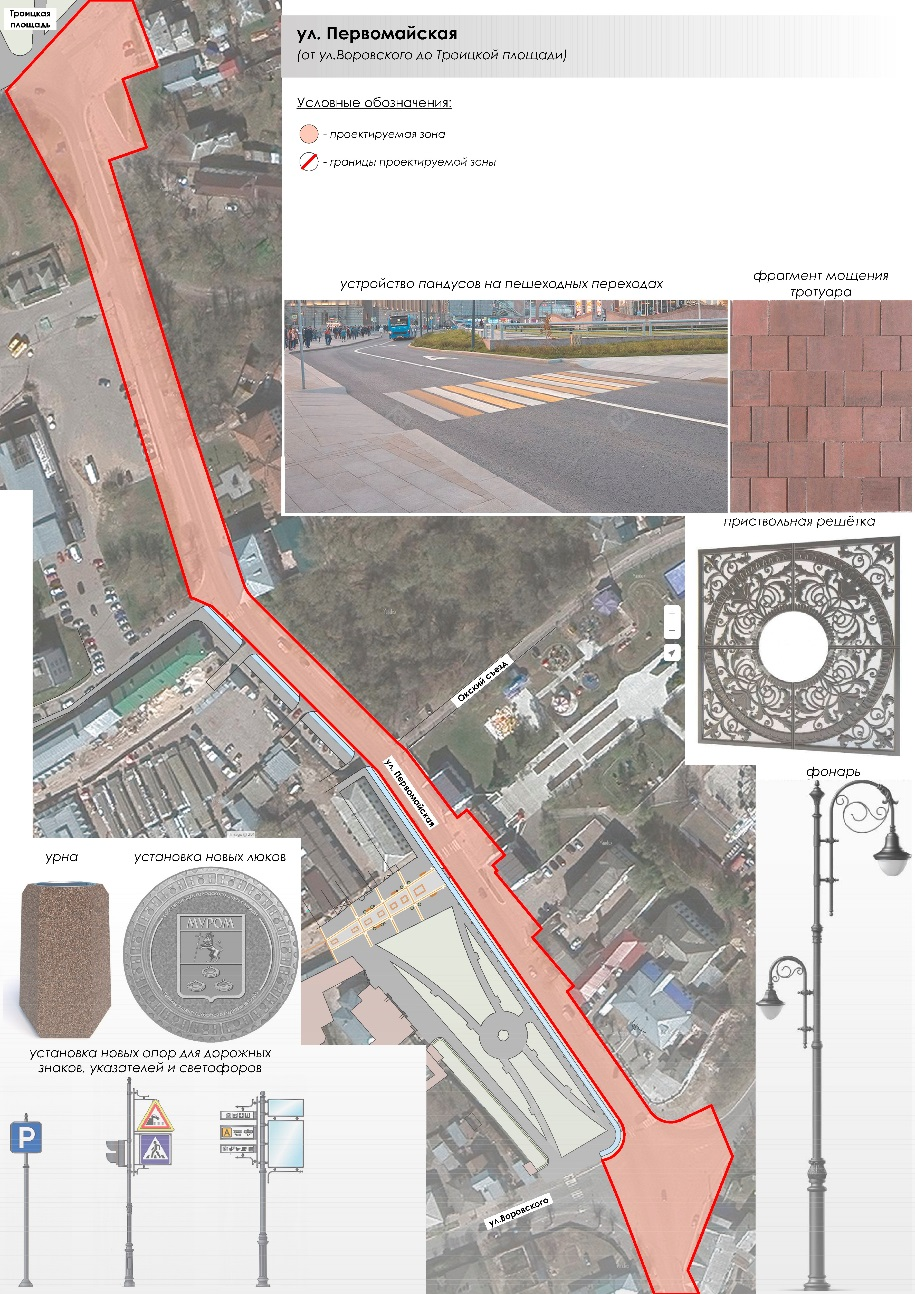 Троицкая
площадь
ул. Первомайская
(от ул.Воровского до Троицкой площади)
Условные обозначения:
- проектируемая зона
- границы проектируемой зоны
устройство пандусов на пешеходных переходах
фрагмент мощения
тротуара
приствольная решётка
Окский съезд
ул. Первомайская
фонарь
урна
установка новых люков
МУРОМ
установка новых опор для дорожных
знаков, указателей и светофоров
P
А
ул.Воровского